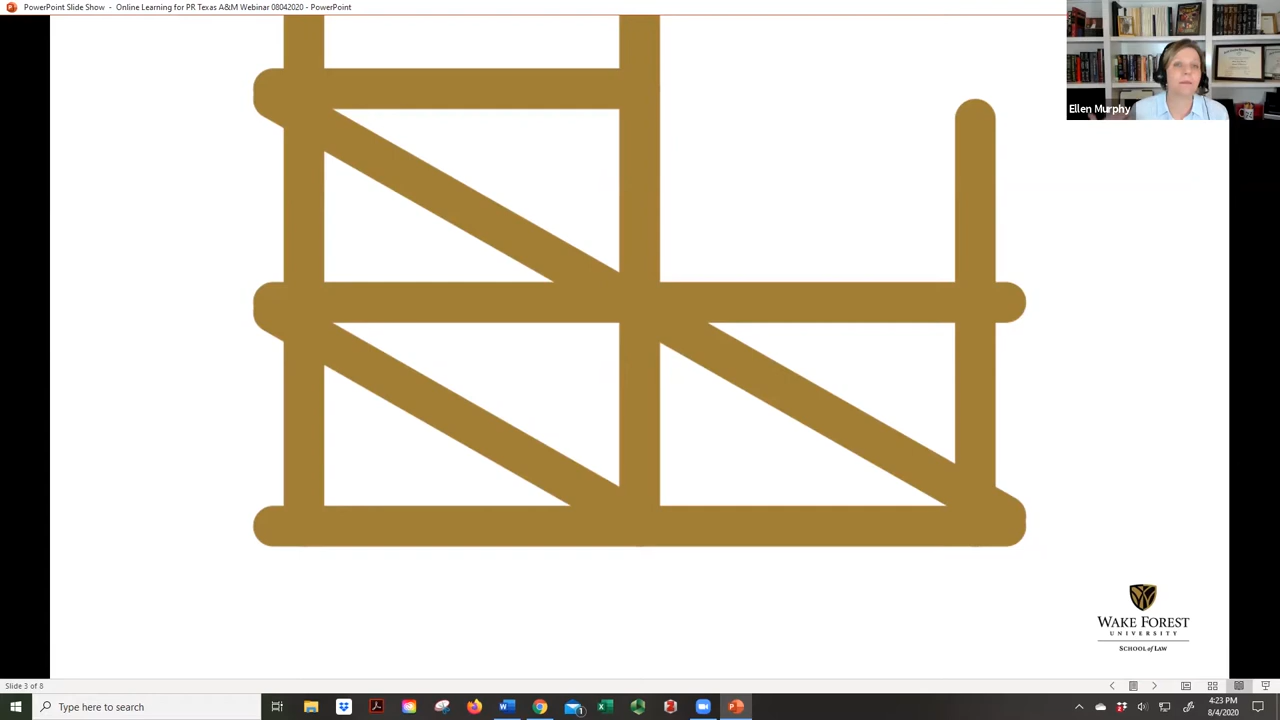 PowerPoint Slide Show - Online Learning for PR Texas A&M Webinar 08042020 - PowerPoint
Ellen Murphy
WAKE FOREST
UNIVERSITY
SCHOOL of LAW
Slide 3 of 8
Type here to search
4:23 PM
8/4/2020